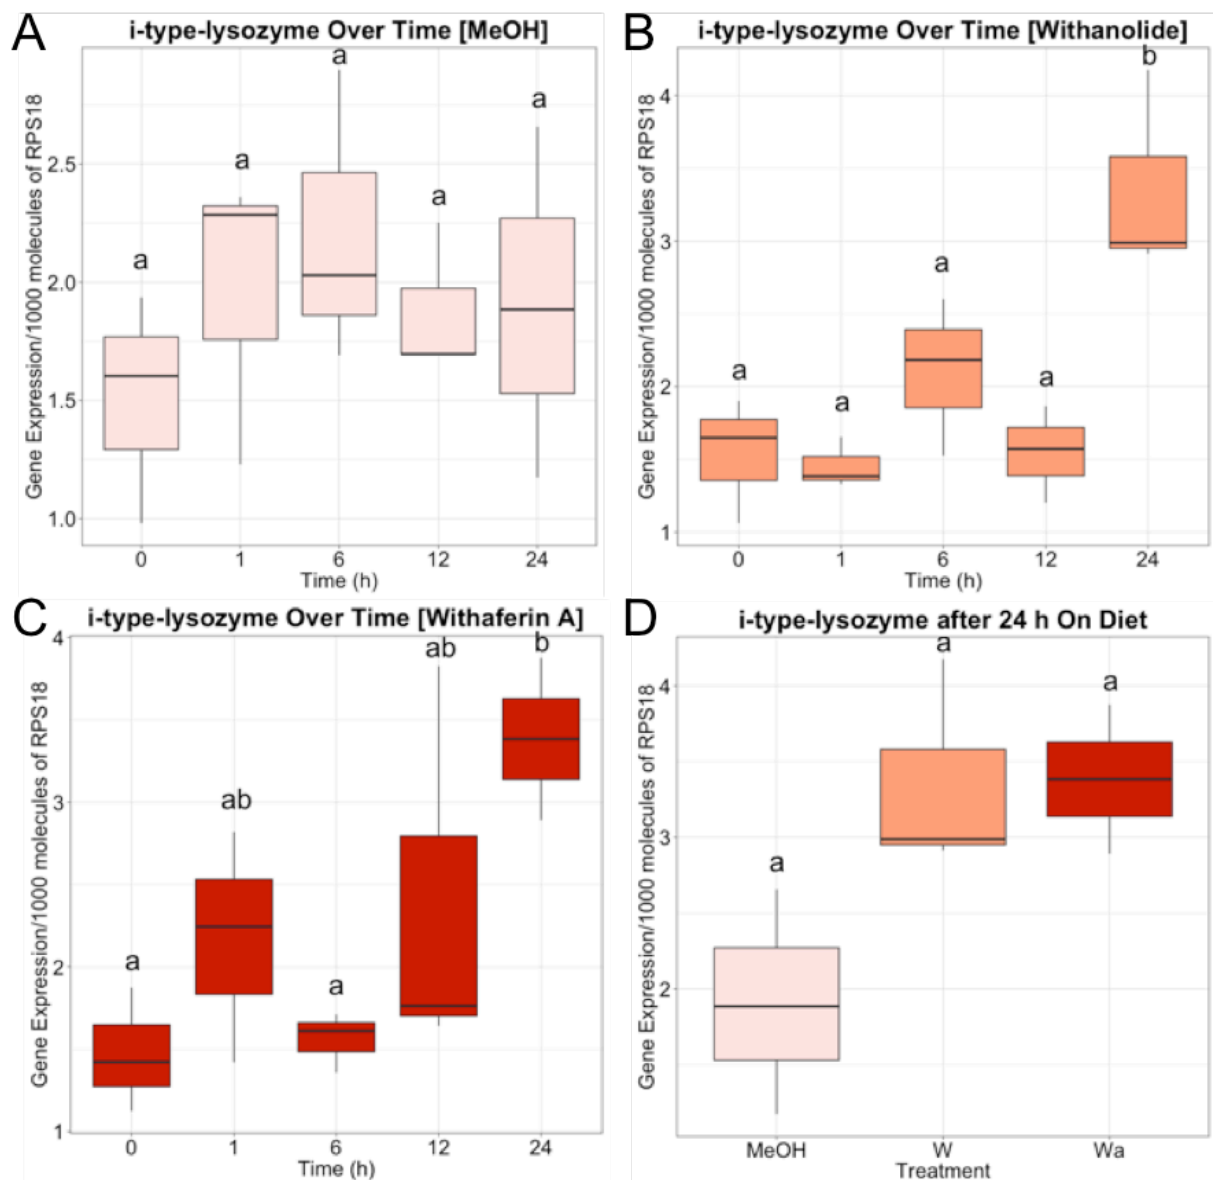 A
i-type-lysozyme Over Time [MeOH]
Gene Expression/1000 molecules of RPS18
2.5
2.0
1.5
1.0
a
a
a
a
a
0 1 6 12 24
Time (h)
B
i-type-lysozyme Over Time [Withanolide]
Gene Expression/1000 molecules of RPS18
4
3
2
1
a
a
a
a
b
0 1 6 12 24
Time (h)
C
i-type-lysozyme Over Time [Withaferin A]
Gene Expression/1000 molecules of RPS18
4
3
2
1
a
ab
a
ab
b
0 1 6 12 24
Time (h)
D
i-type-lysozyme after 24 h On Diet
Gene Expression/1000 molecules of RPS18
4
3
2
a
a
a
MeOH W Wa
Treatment